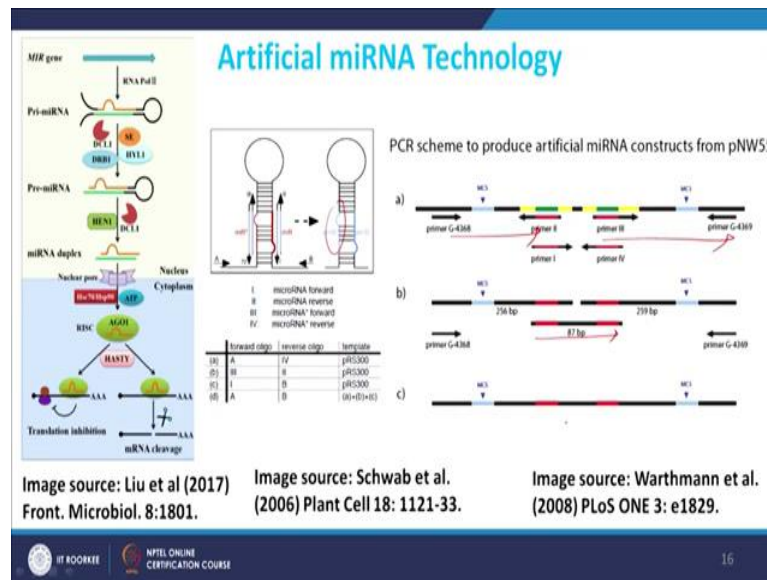 Artificial miRNA Technology
MIR gene
RNA Pol II
Pri-miRNA
DCL1
SE
DRB1
HYL1
Pre-miRNA
HEN1
DCL1
miRNA duplex
Nuclear pore
Nucleus
Cytoplasm
ATP
RISC
AGO1
HASTY
AAA
AAA
Translation inhibition
AAA
mRNA cleavage
A
B
I microRNA forward
II microRNA reverse
III microRNA* forward
IV microRNA* reverse
forward oligo reverse oligo template
(a) A IV pRS300
(b) III II pRS300
(c) I B pRS300
(d) A B (a)+(b)+(c)
PCR scheme to produce artificial miRNA constructs from pNW5
a)
MCS
MCS
primer G-4368
primer II
primer III
primer G-4369
primer I
primer IV
b)
MCS
MCS
256 bp
259 bp
primer G-4368
87 bp
primer G-4369
c)
MCS
MCS
Image source: Liu et al (2017)
Front. Microbiol. 8:1801.
Image source: Schwab et al.
(2006) Plant Cell 18: 1121-33.
Image source: Warthmann et al.
(2008) PLoS ONE 3: e1829.
IIT ROORKEE
NPTEL ONLINE
CERTIFICATION COURSE
16